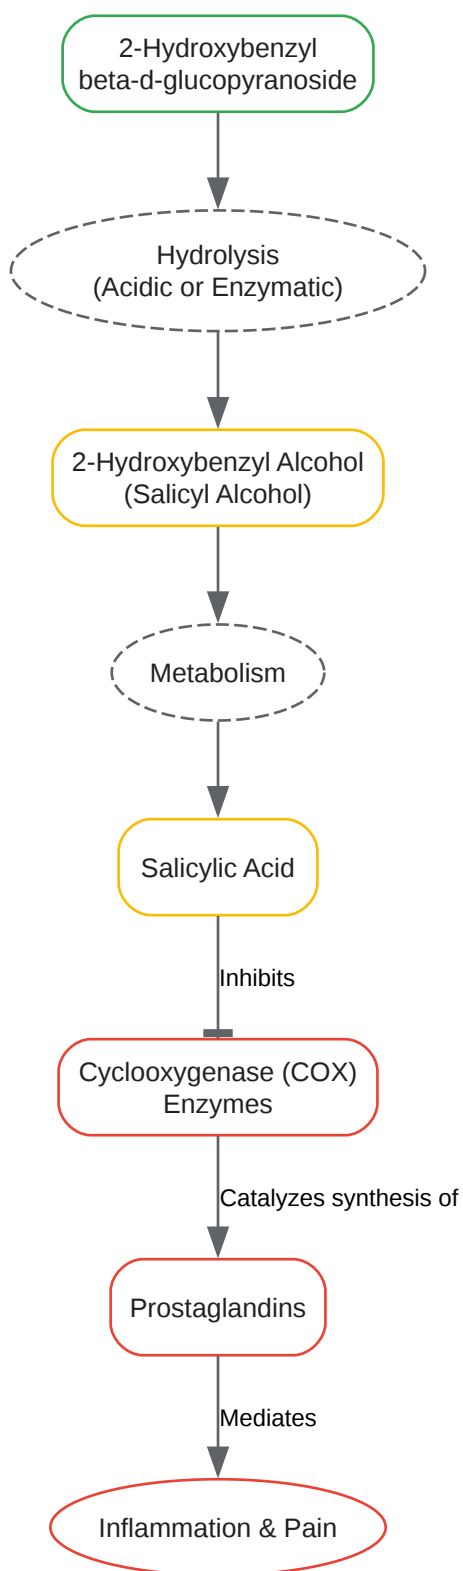 2-Hydroxybenzyl
beta-d-glucopyranoside
Hydrolysis
(Acidic or Enzymatic)
2-Hydroxybenzyl Alcohol
(Salicyl Alcohol)
Metabolism
Salicylic Acid
Inhibits
Cyclooxygenase (COX)
Enzymes
Catalyzes synthesis of
Prostaglandins
Mediates
Inflammation & Pain